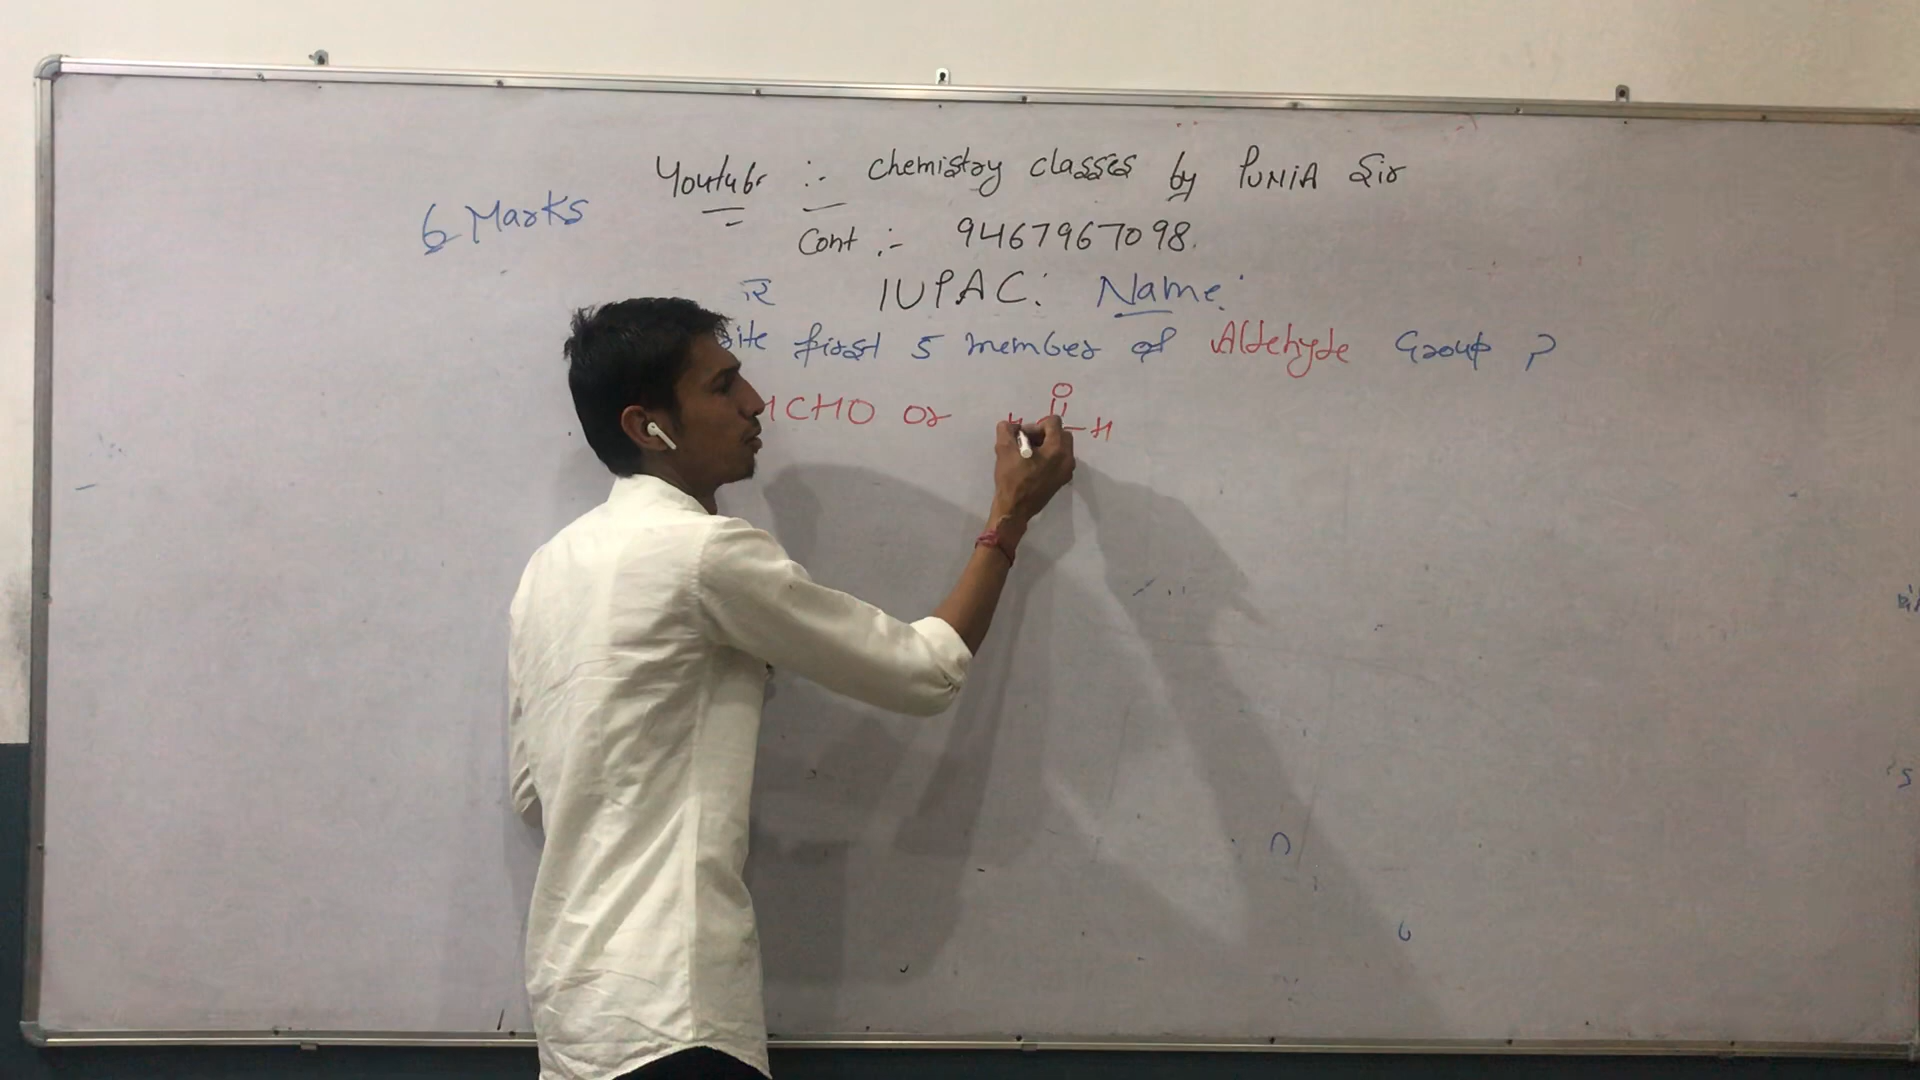 Youtube :- Chemistry classes by PUNIA Sir
6 Marks
Cont :- 9467967098.
IUPAC: Name:
first 5 member of Aldehyde Group ?
HCHO Or
O
H